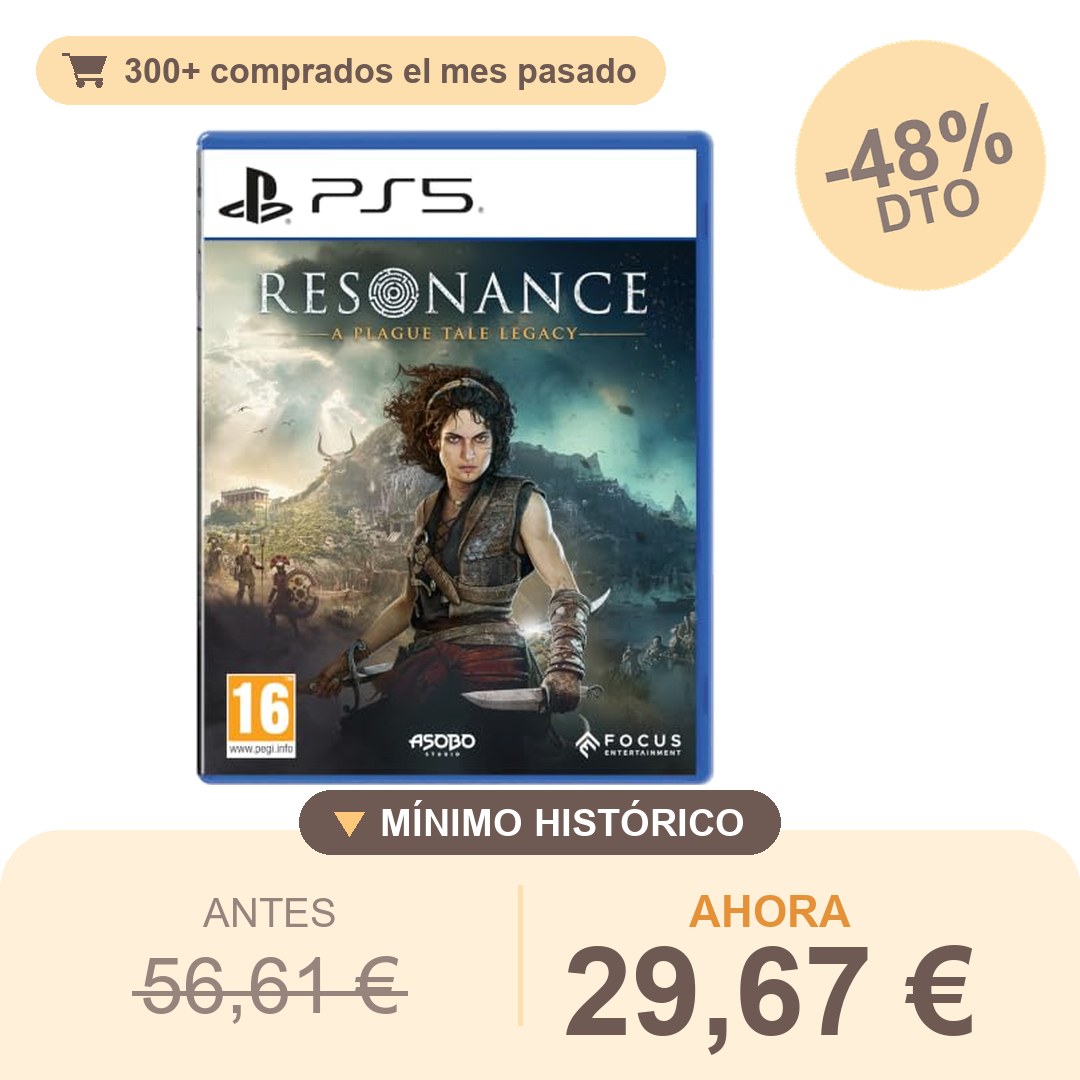 300+ comprados el mes pasado
-48%
DTO
PS5
RESONANCE
A PLAGUE TALE LEGACY
16
www.pegi.info
ASOBO
STUDIO
FOCUS
ENTERTAINMENT
MÍNIMO HISTÓRICO
ANTES
56,61 €
AHORA
29,67 €